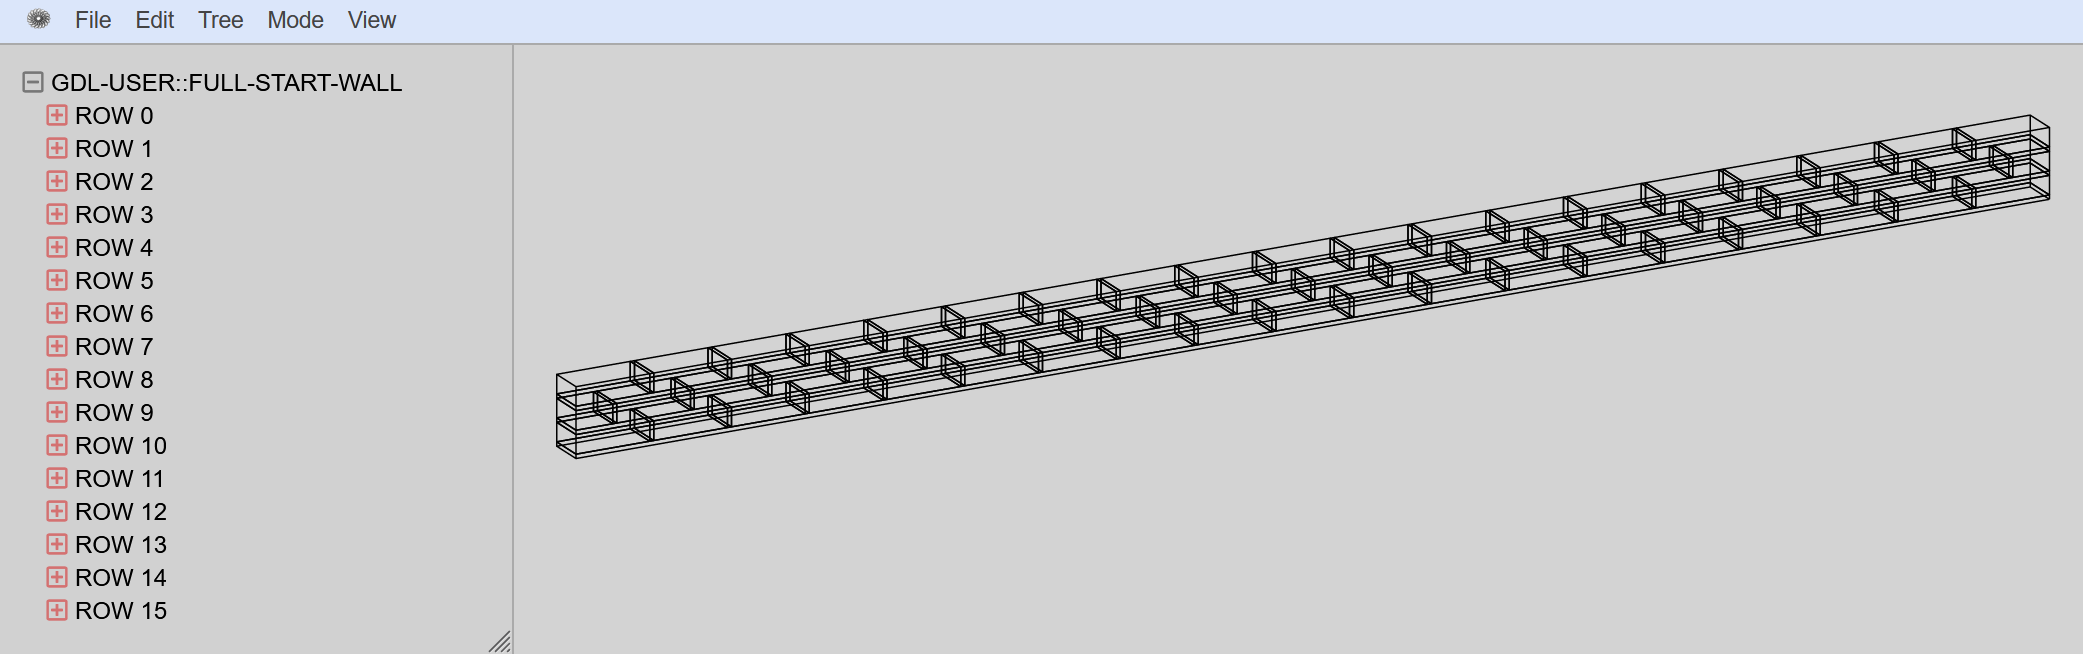 File Edit Tree Mode View
GDL-USER::FULL-START-WALL
ROW 0
ROW 1
ROW 2
ROW 3
ROW 4
ROW 5
ROW 6
ROW 7
ROW 8
ROW 9
ROW 10
ROW 11
ROW 12
ROW 13
ROW 14
ROW 15